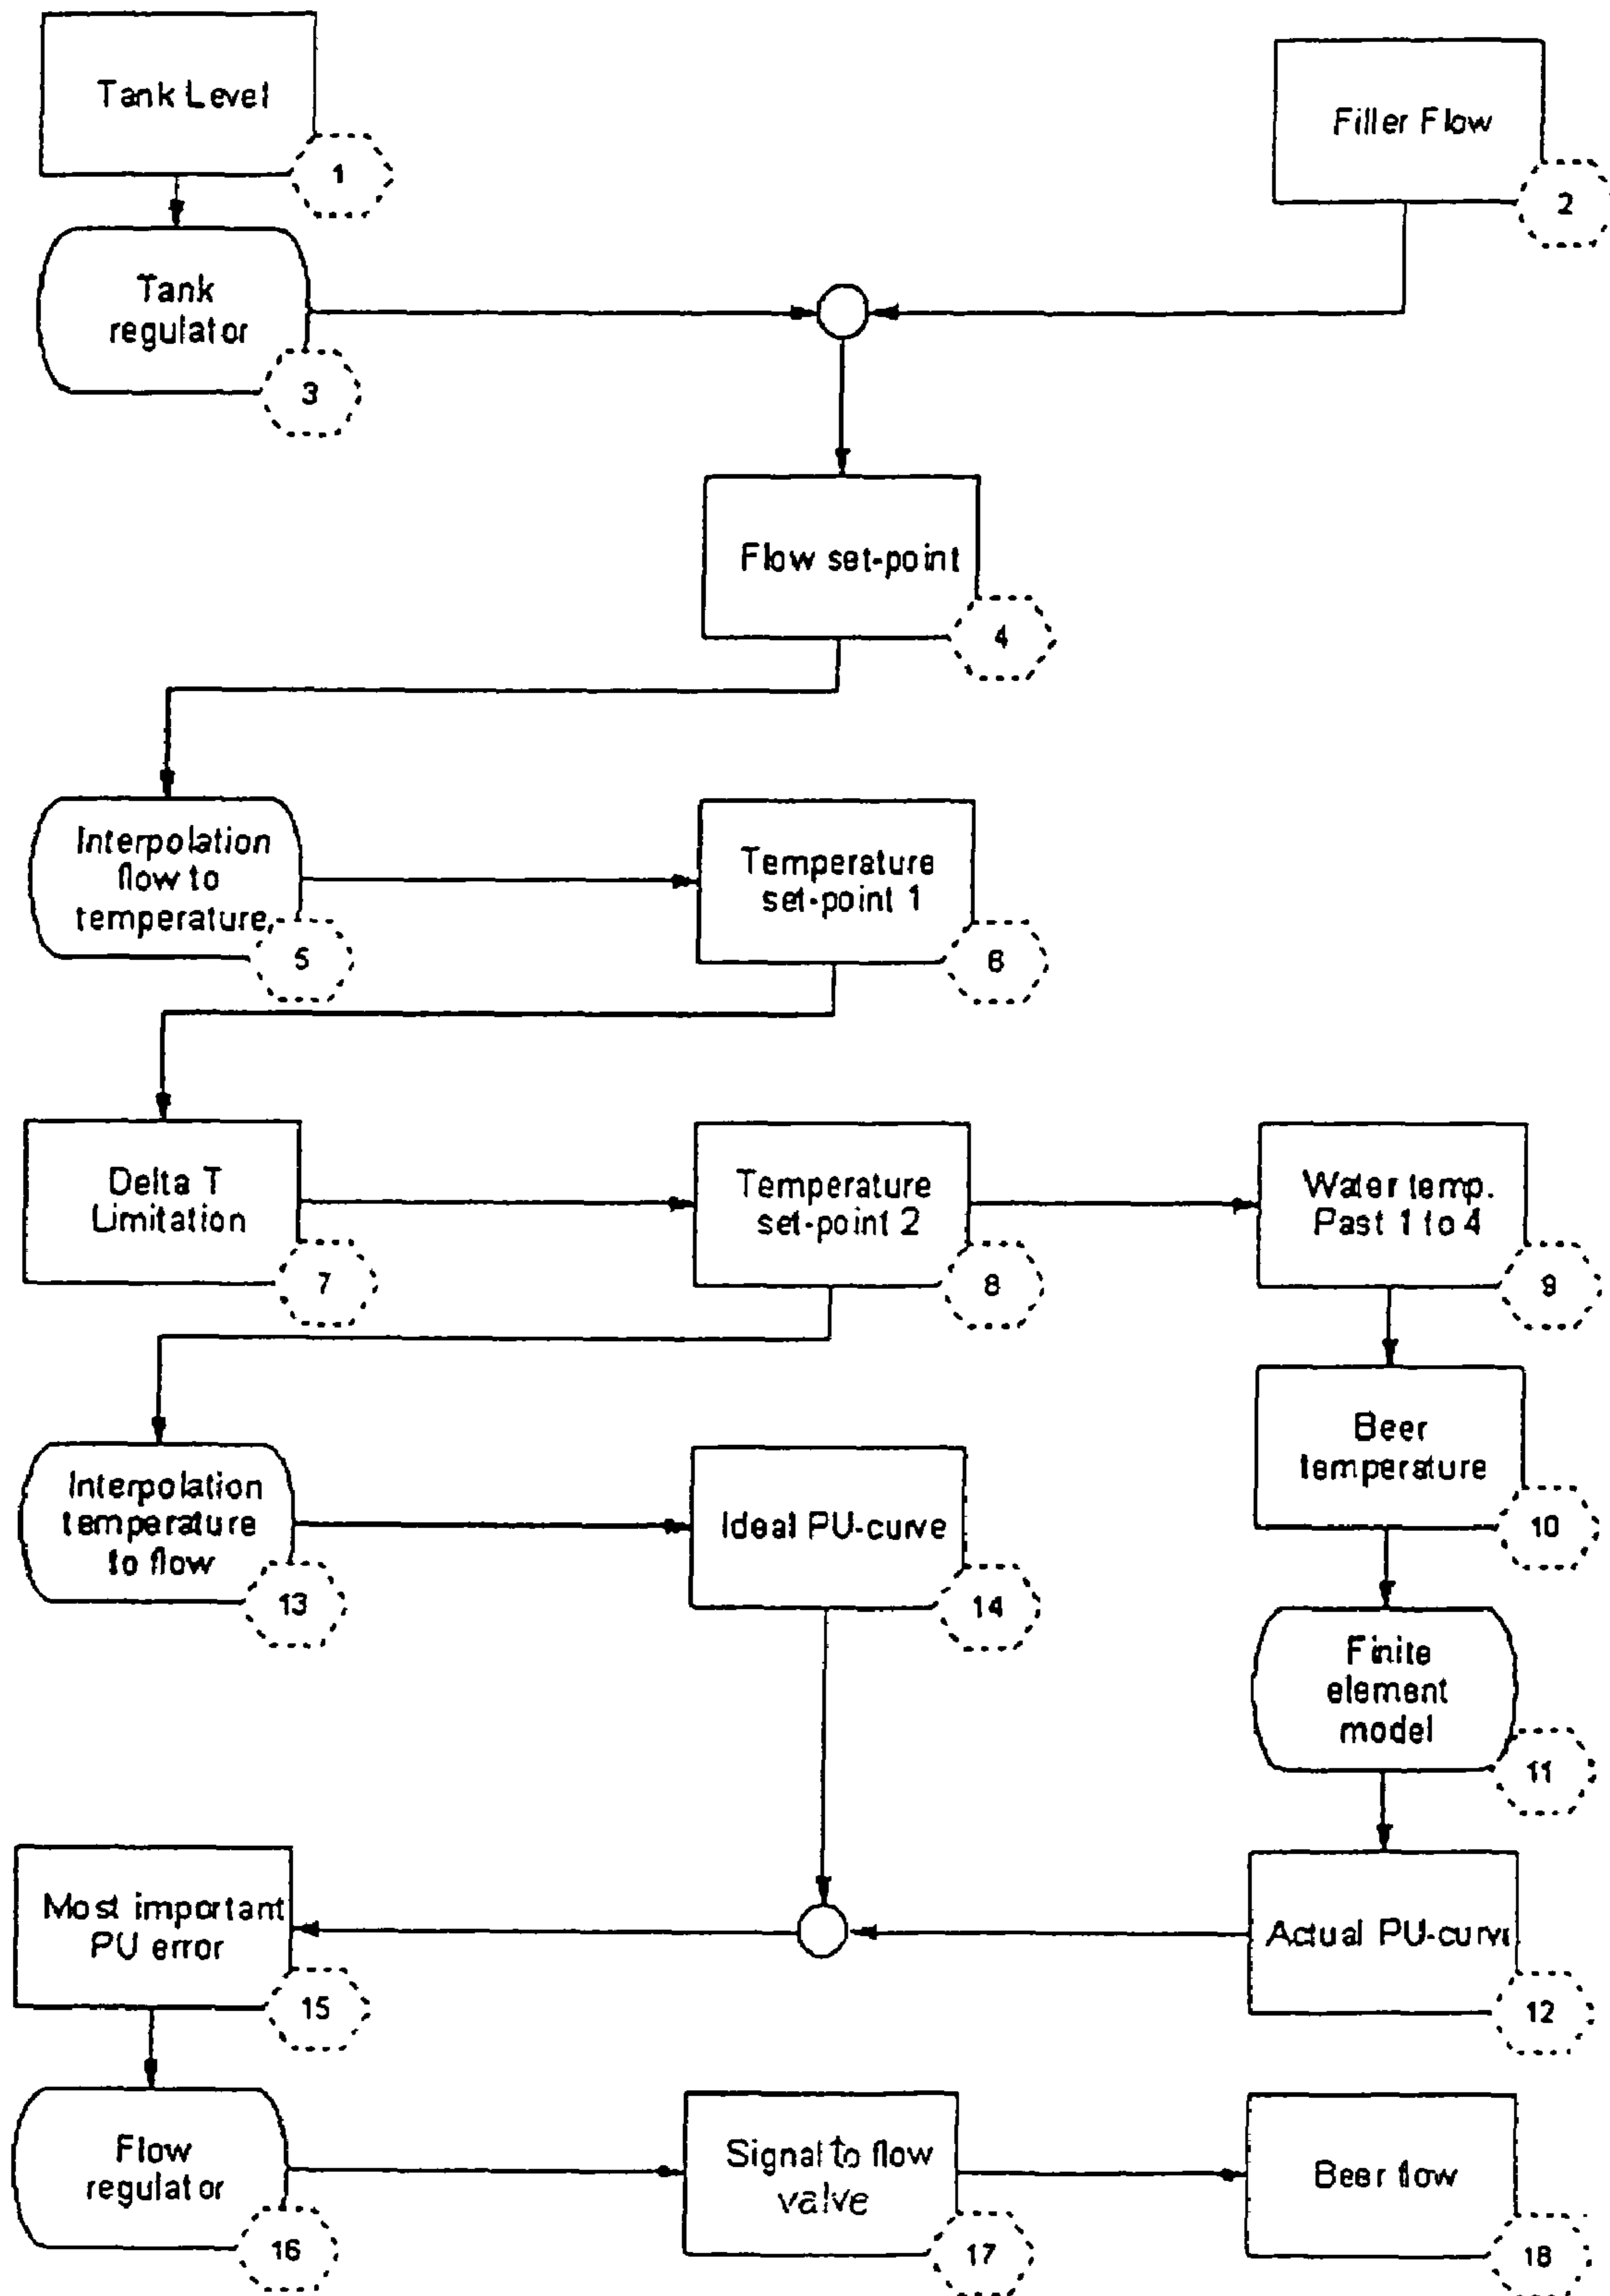 Tank Level
1
Filler Flow
2
Tank
regulator
3
Flow set-point
4
Interpolation
flow to
temperature
5
Temperature
set-point 1
6
Delta T
Limitation
7
Temperature
set-point 2
8
Water temp.
Past 1 to 4
9
Beer
temperature
10
Interpolation
temperature
to flow
13
Ideal PU-curve
14
Finite
element
model
11
Most important
PU error
15
Actual PU-curve
12
Flow
regulator
16
Signal to flow
valve
17
Beer flow
18